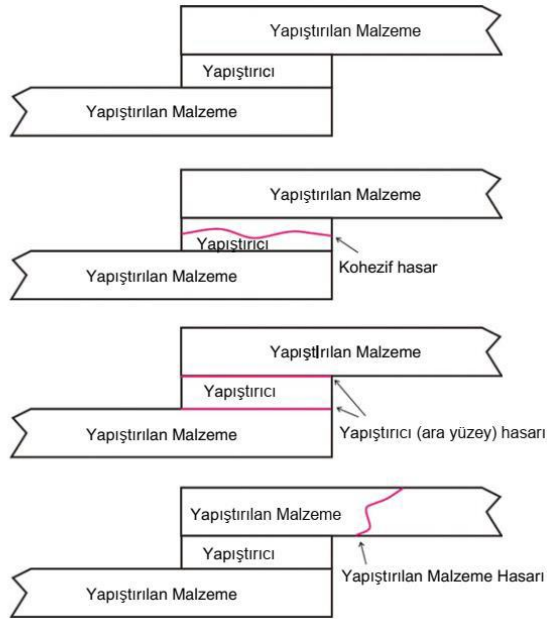 Yapıştırılan Malzeme
Yapıştırıcı
Yapıştırılan Malzeme
Yapıştırılan Malzeme
Yapıştırıcı
Kohezif hasar
Yapıştırılan Malzeme
Yapıştırılan Malzeme
Yapıştırıcı
Yapıştırıcı (ara yüzey) hasarı
Yapıştırılan Malzeme
Yapıştırılan Malzeme
Yapıştırıcı
Yapıştırılan Malzeme Hasarı
Yapıştırılan Malzeme